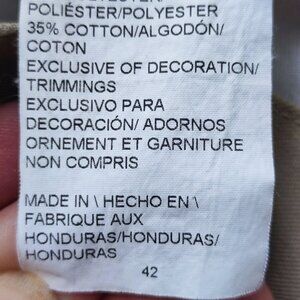 POLIÉSTER/POLYESTER
35% COTTON/ALGODÓN/
COTON
EXCLUSIVE OF DECORATION/
TRIMMINGS
EXCLUSIVO PARA
DECORACIÓN/ ADORNOS
ORNEMENT ET GARNITURE
NON COMPRIS
MADE IN \ HECHO EN \
FABRIQUE AUX
HONDURAS/HONDURAS/
HONDURAS
42